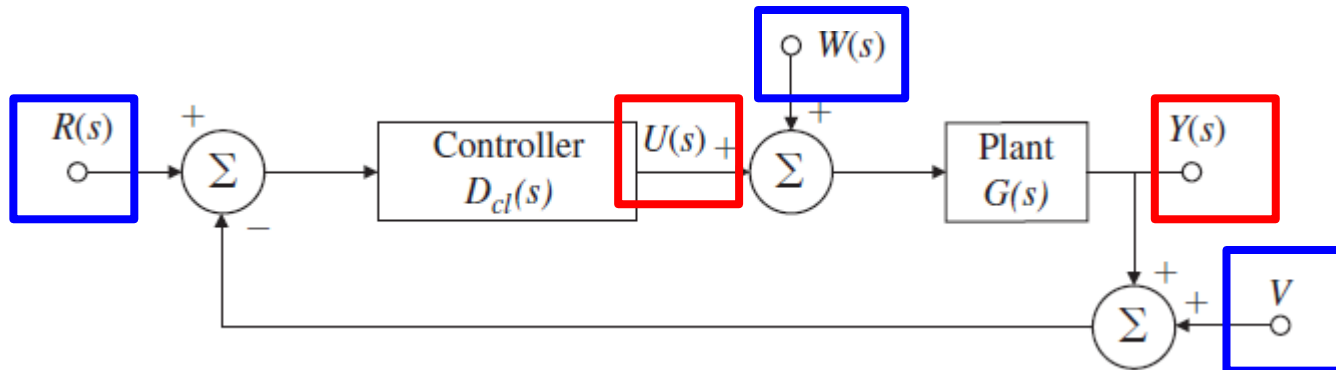 W(s)
R(s)
+
+
Controller
D_cl(s)
U(s) +
Σ
Σ
Plant
G(s)
Y(s)
−
+
+
V
Σ